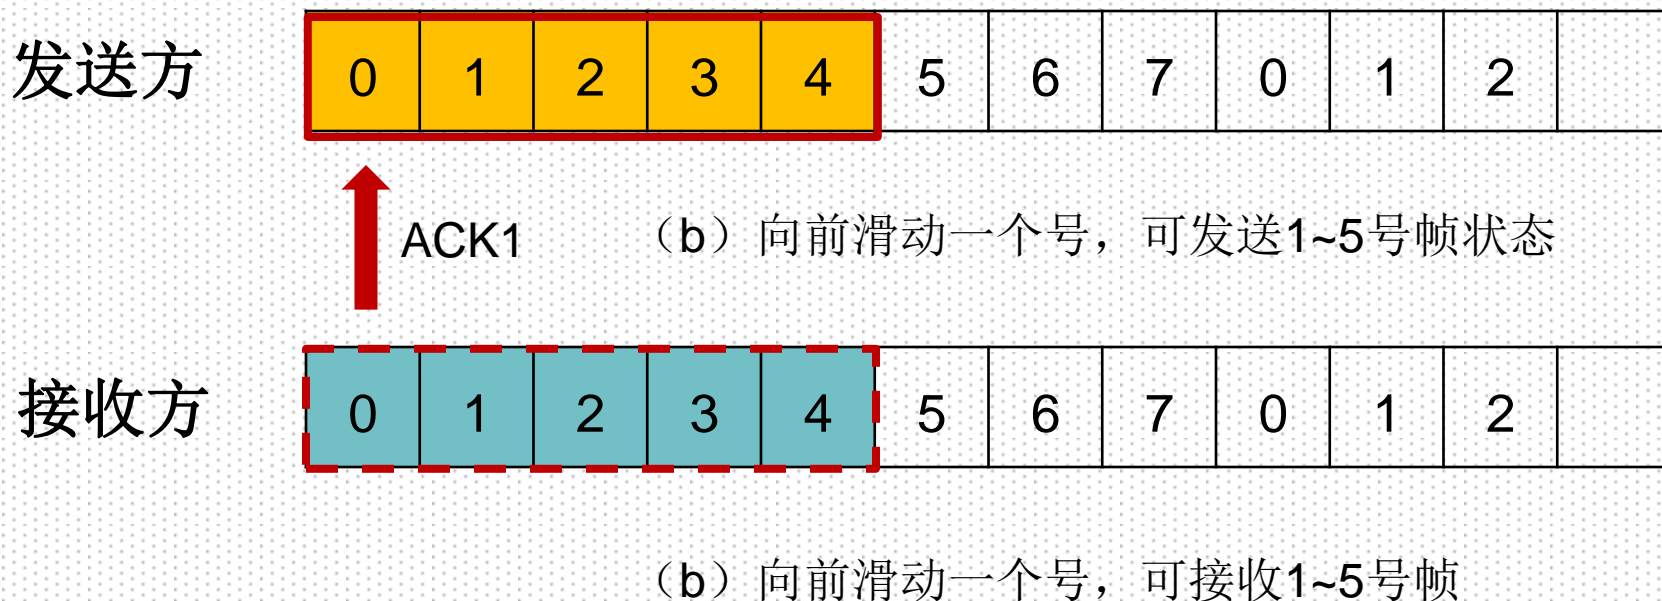 发送方 0 1 2 3 4 5 6 7 0 1 2
ACK1 （b）向前滑动一个号，可发送1~5号帧状态
接收方 0 1 2 3 4 5 6 7 0 1 2
（b）向前滑动一个号，可接收1~5号帧